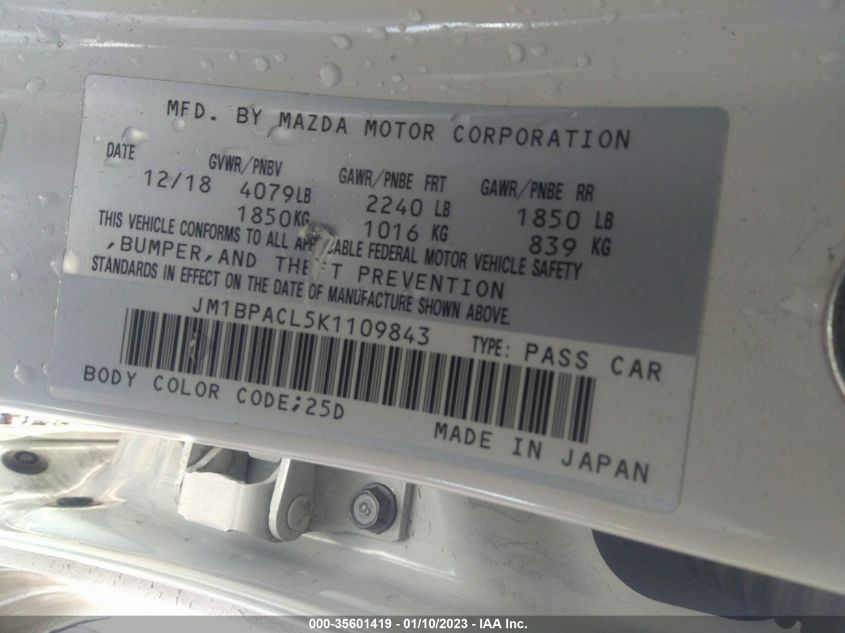 MFD. BY MAZDA MOTOR CORPORATION
DATE GVWR/PNBV GAWR/PNBE FRT GAWR/PNBE RR
12/18 4079LB 2240 LB 1850 LB
1850KG 1016 KG 839 KG
THIS VEHICLE CONFORMS TO ALL APPLICABLE FEDERAL MOTOR VEHICLE SAFETY
,BUMPER,AND THEFT PREVENTION
STANDARDS IN EFFECT ON THE DATE OF MANUFACTURE SHOWN ABOVE.
JM1BPACL5K1109843 TYPE: PASS CAR
BODY COLOR CODE;25D
MADE IN JAPAN
000-35601419 - 01/10/2023 - IAA Inc.